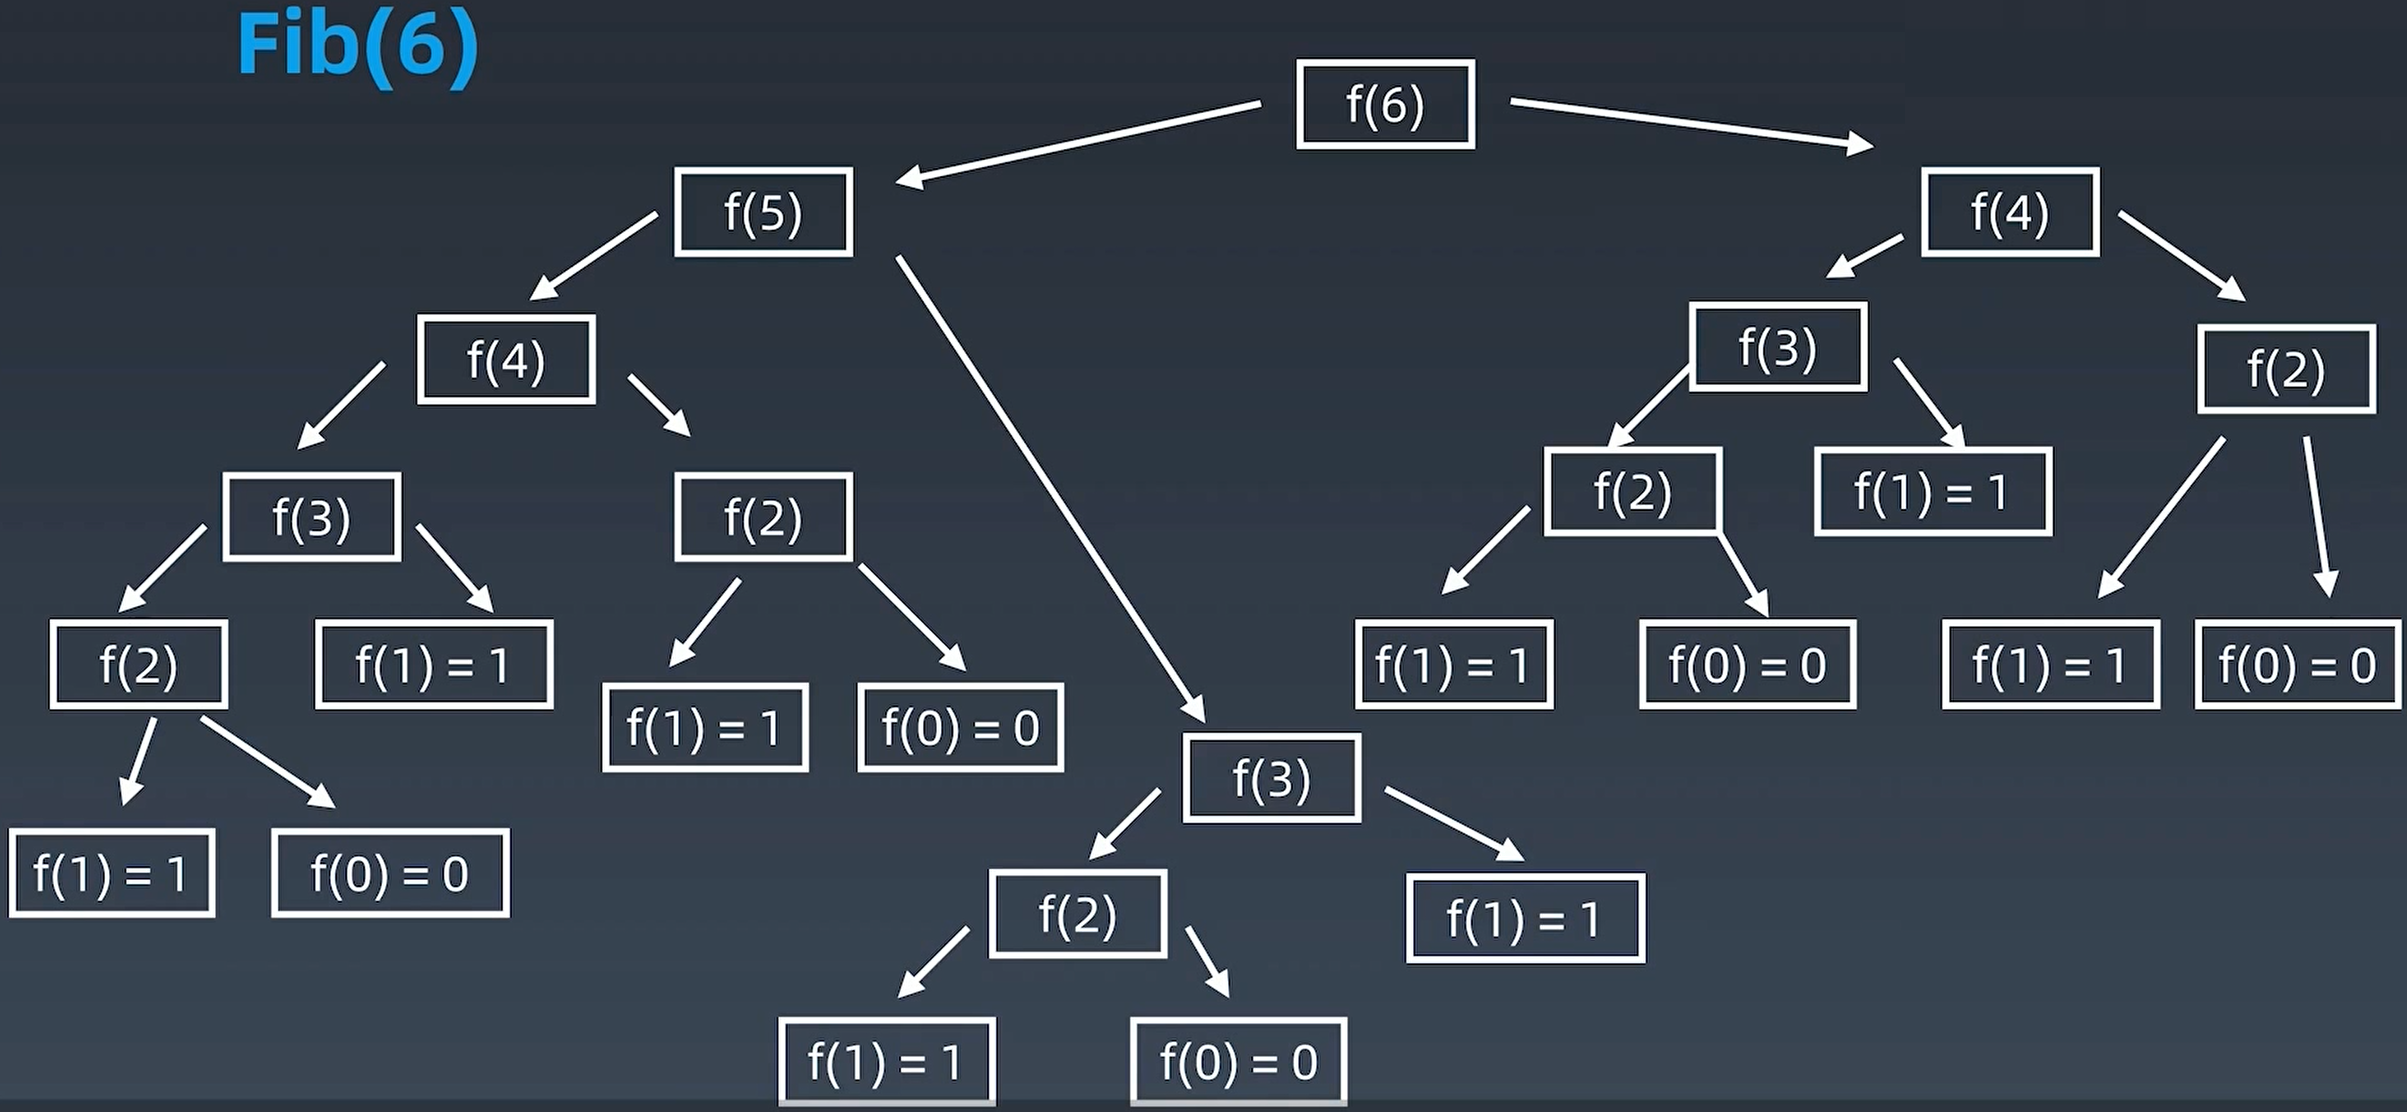 Fib(6)
f(6)
f(5)
f(4)
f(4)
f(3)
f(2)
f(3)
f(2)
f(2)
f(1) = 1
f(2)
f(1) = 1
f(1) = 1
f(0) = 0
f(1) = 1
f(0) = 0
f(1) = 1
f(0) = 0
f(3)
f(1) = 1
f(0) = 0
f(2)
f(1) = 1
f(1) = 1
f(0) = 0